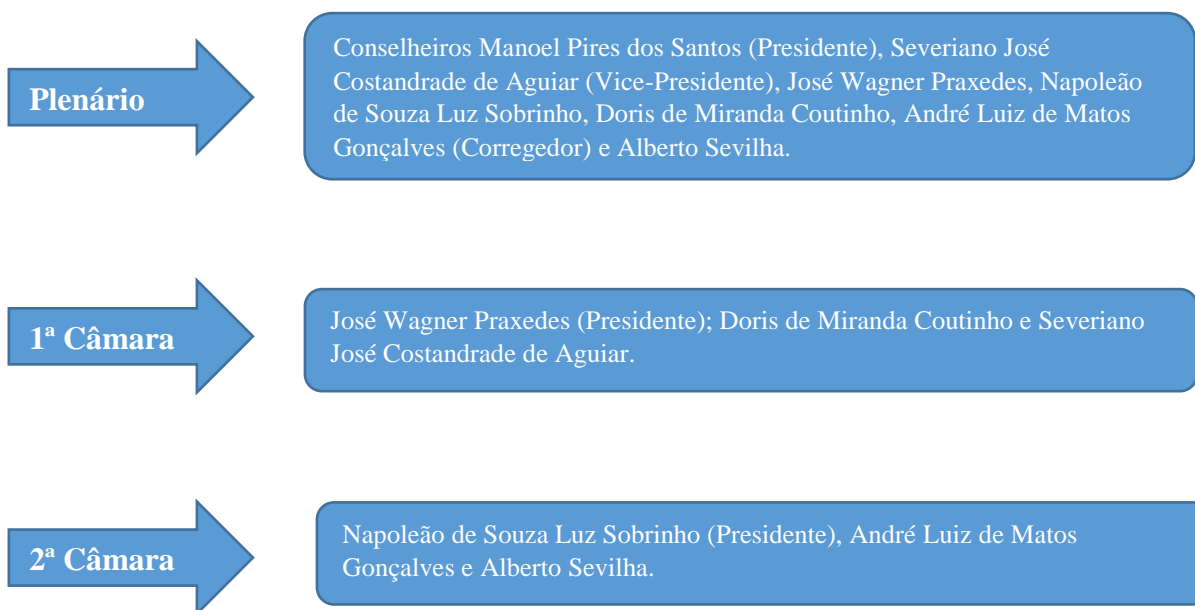 Plenário
Conselheiros Manoel Pires dos Santos (Presidente), Severiano José
Costandrade de Aguiar (Vice-Presidente), José Wagner Praxedes, Napoleão
de Souza Luz Sobrinho, Doris de Miranda Coutinho, André Luiz de Matos
Gonçalves (Corregedor) e Alberto Sevilha.
1ª Câmara
José Wagner Praxedes (Presidente); Doris de Miranda Coutinho e Severiano
José Costandrade de Aguiar.
2ª Câmara
Napoleão de Souza Luz Sobrinho (Presidente), André Luiz de Matos
Gonçalves e Alberto Sevilha.